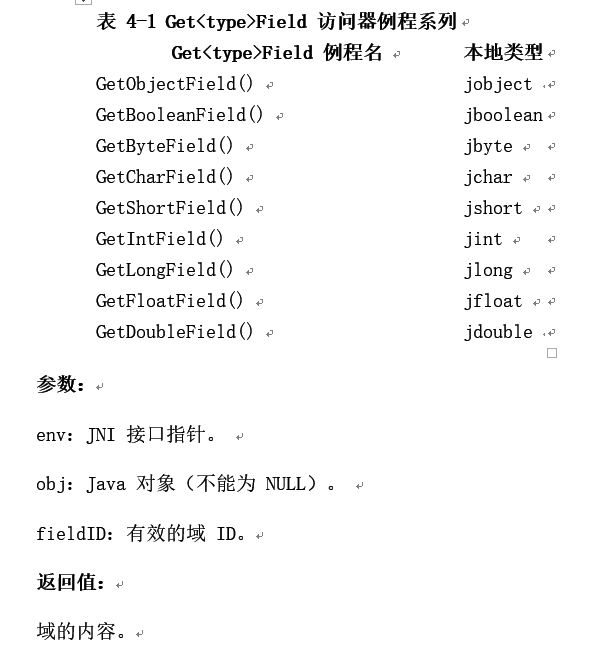 表 4-1 Get<type>Field 访问器例程系列
Get<type>Field 例程名 本地类型
GetObjectField() jobject
GetBooleanField() jboolean
GetByteField() jbyte
GetCharField() jchar
GetShortField() jshort
GetIntField() jint
GetLongField() jlong
GetFloatField() jfloat
GetDoubleField() jdouble
参数：
env：JNI 接口指针。
obj：Java 对象（不能为 NULL）。
fieldID：有效的域 ID。
返回值：
域的内容。